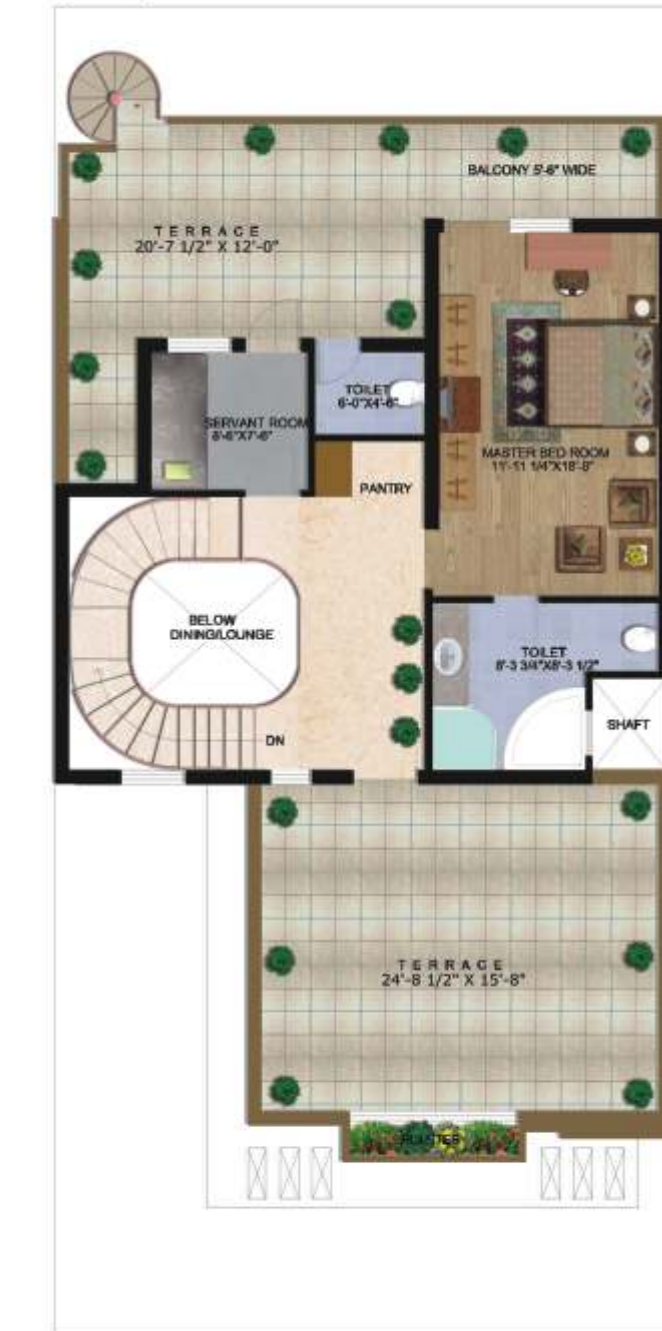 BALCONY 5'-6" WIDE
TERRACE
20'-7 1/2" X 12'-0"
TOILET
6'-0"X4'-6"
SERVANT ROOM
8'-6"X7'-6"
MASTER BED ROOM
11'-11 1/4"X18'-8"
PANTRY
BELOW
DINING/LOUNGE
TOILET
8'-3 3/4"X8'-3 1/2"
SHAFT
DN
TERRACE
24'-8 1/2" X 15'-8"
PLANTER